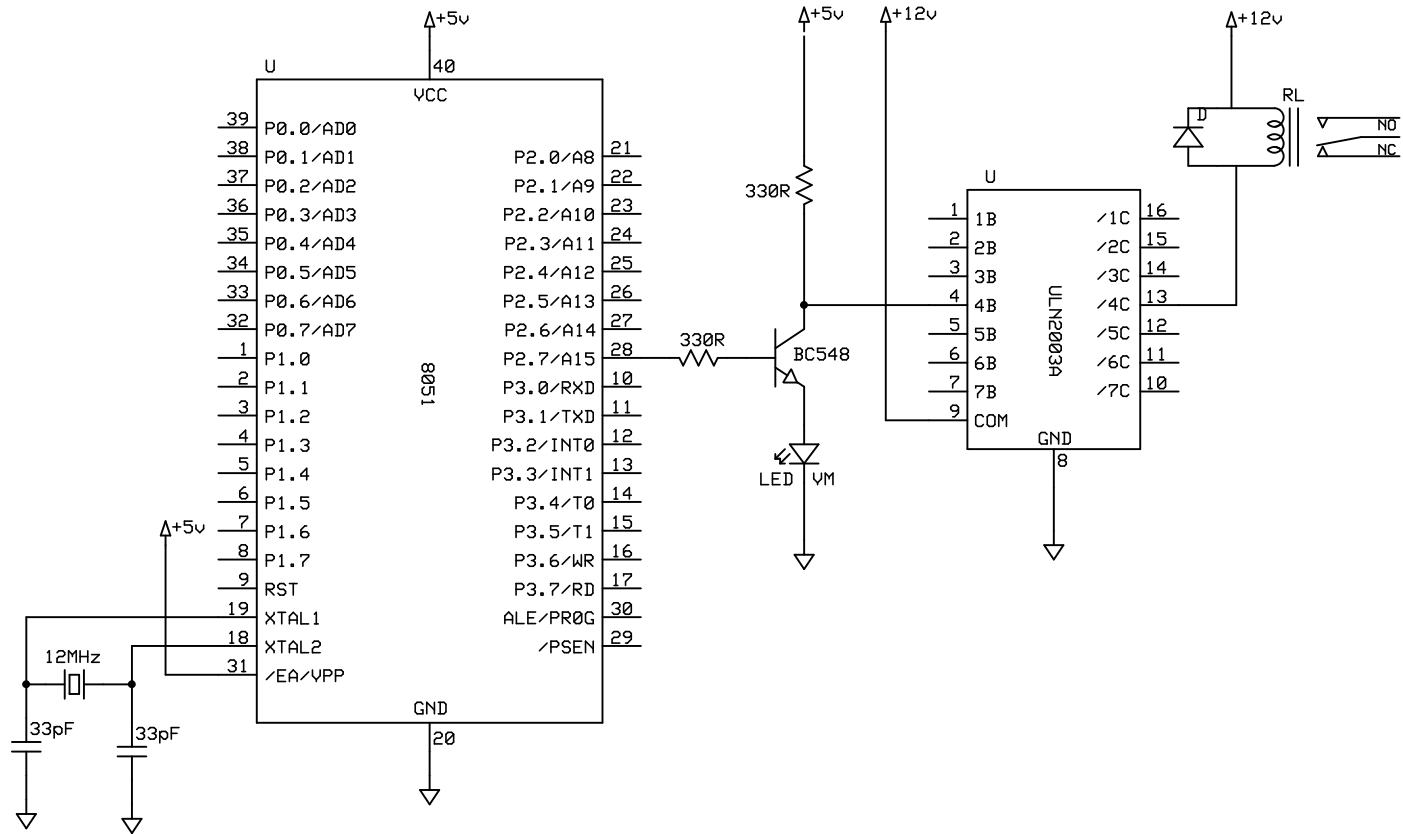 +5v
+5v
+12v
+12v
U
40
VCC
39 P0.0/AD0
38 P0.1/AD1
37 P0.2/AD2
36 P0.3/AD3
35 P0.4/AD4
34 P0.5/AD5
33 P0.6/AD6
32 P0.7/AD7
1 P1.0
2 P1.1
3 P1.2
4 P1.3
5 P1.4
6 P1.5
7 P1.6
8 P1.7
9 RST
19 XTAL1
18 XTAL2
31 /EA/VPP
8051
P2.0/A8 21
P2.1/A9 22
P2.2/A10 23
P2.3/A11 24
P2.4/A12 25
P2.5/A13 26
P2.6/A14 27
P2.7/A15 28
P3.0/RXD 10
P3.1/TXD 11
P3.2/INT0 12
P3.3/INT1 13
P3.4/T0 14
P3.5/T1 15
P3.6/WR 16
P3.7/RD 17
ALE/PR0G 30
/PSEN 29
GND
20
+5v
12MHz
33pF
33pF
330R
330R
BC548
LED VM
U
1 1B
2 2B
3 3B
4 4B
5 5B
6 6B
7 7B
9 COM
ULN2003A
/1C 16
/2C 15
/3C 14
/4C 13
/5C 12
/6C 11
/7C 10
GND
8
D
RL
NO
NC